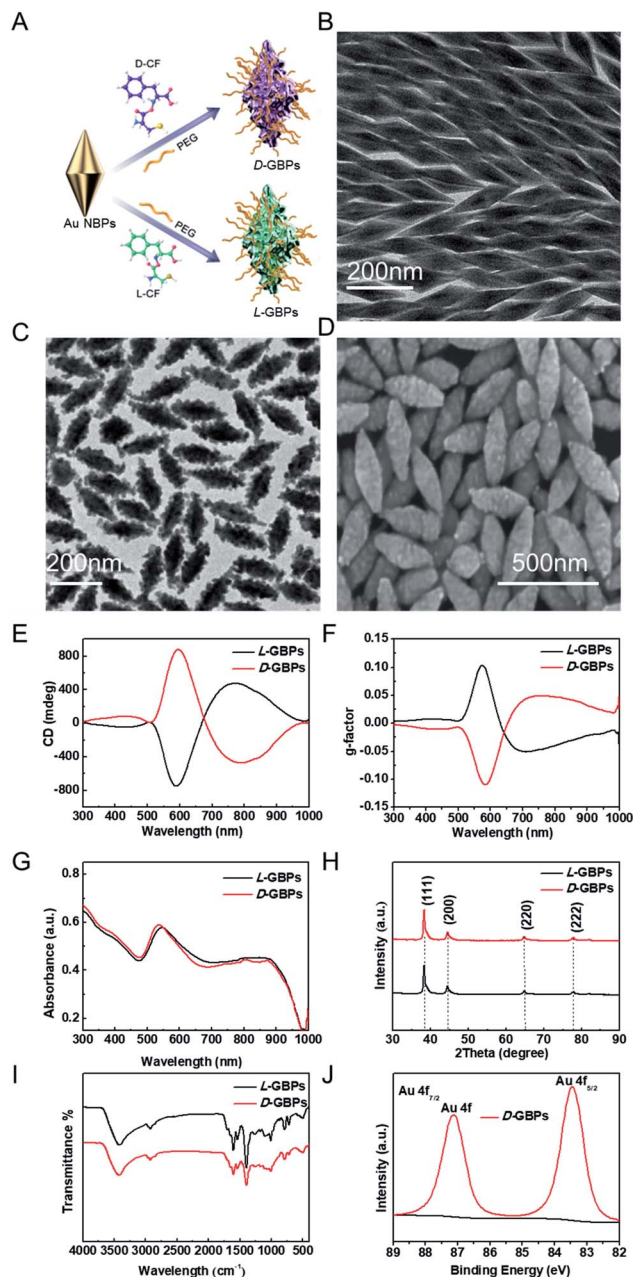 A
D-CF
PEG
D-GBPs
Au NBPs
PEG
L-CF
L-GBPs
B
200nm
C
200nm
D
500nm
E
L-GBPs
D-GBPs
800
400
0
-400
-800
CD (mdeg)
300 400 500 600 700 800 900 1000
Wavelength (nm)
F
L-GBPs
D-GBPs
0.15
0.10
0.05
0.00
-0.05
-0.10
-0.15
g-factor
300 400 500 600 700 800 900 1000
Wavelength (nm)
G
L-GBPs
D-GBPs
0.8
0.6
0.4
0.2
Absorbance (a.u.)
300 400 500 600 700 800 900 1000
Wavelength (nm)
H
L-GBPs
D-GBPs
(111)
(200)
(220)
(222)
Intensity (a.u.)
30 40 50 60 70 80 90
2Theta (degree)
I
L-GBPs
D-GBPs
Transmittance %
4000 3500 3000 2500 2000 1500 1000 500
Wavelength (cm-1)
J
Au 4f7/2
Au 4f
Au 4f5/2
D-GBPs
Intensity (a.u.)
89 88 87 86 85 84 83 82
Binding Energy (eV)